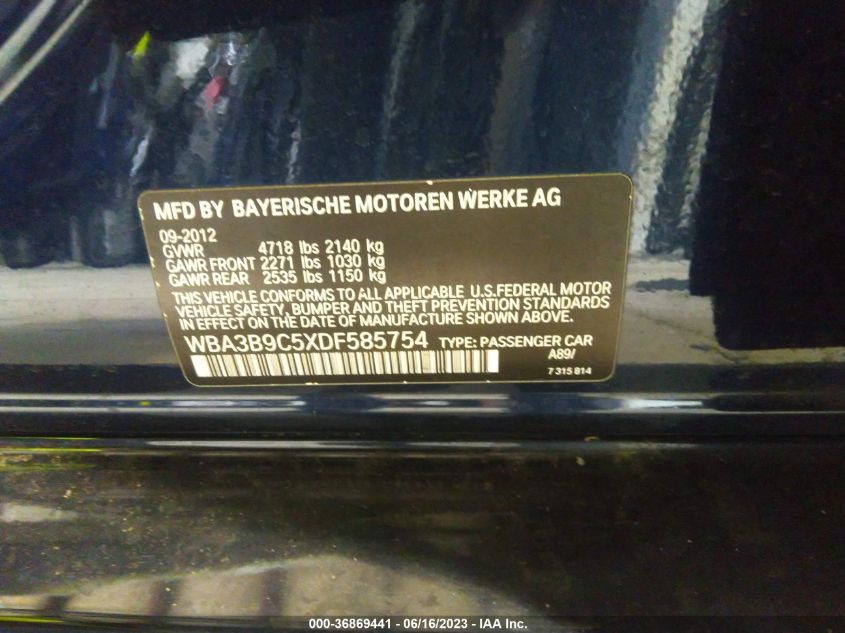 MFD BY BAYERISCHE MOTOREN WERKE AG
09-2012
GVWR 4718 lbs 2140 kg
GAWR FRONT 2271 lbs 1030 kg
GAWR REAR 2535 lbs 1150 kg
THIS VEHICLE CONFORMS TO ALL APPLICABLE U.S.FEDERAL MOTOR
VEHICLE SAFETY, BUMPER AND THEFT PREVENTION STANDARDS
IN EFFECT ON THE DATE OF MANUFACTURE SHOWN ABOVE.
WBA3B9C5XDF585754 TYPE: PASSENGER CAR
A89/
7 315 814
000-36869441 - 06/16/2023 - IAA Inc.